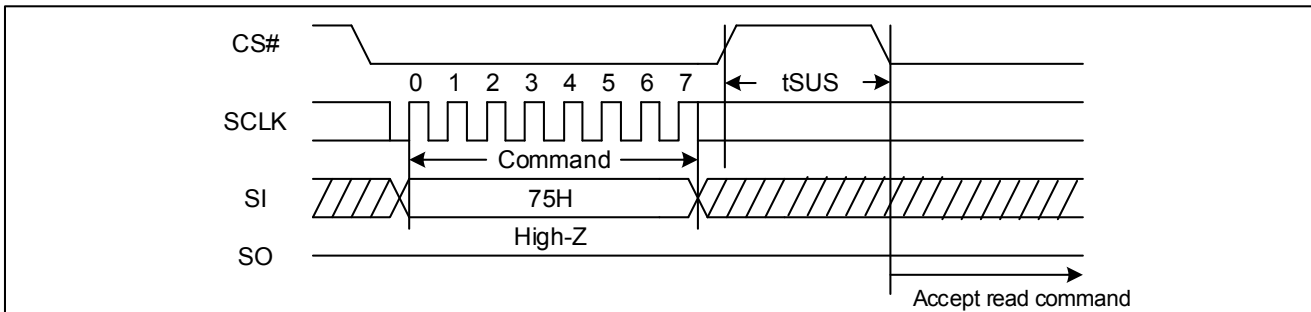 CS#
tSUS
0 1 2 3 4 5 6 7
SCLK
Command
SI
75H
High-Z
SO
Accept read command